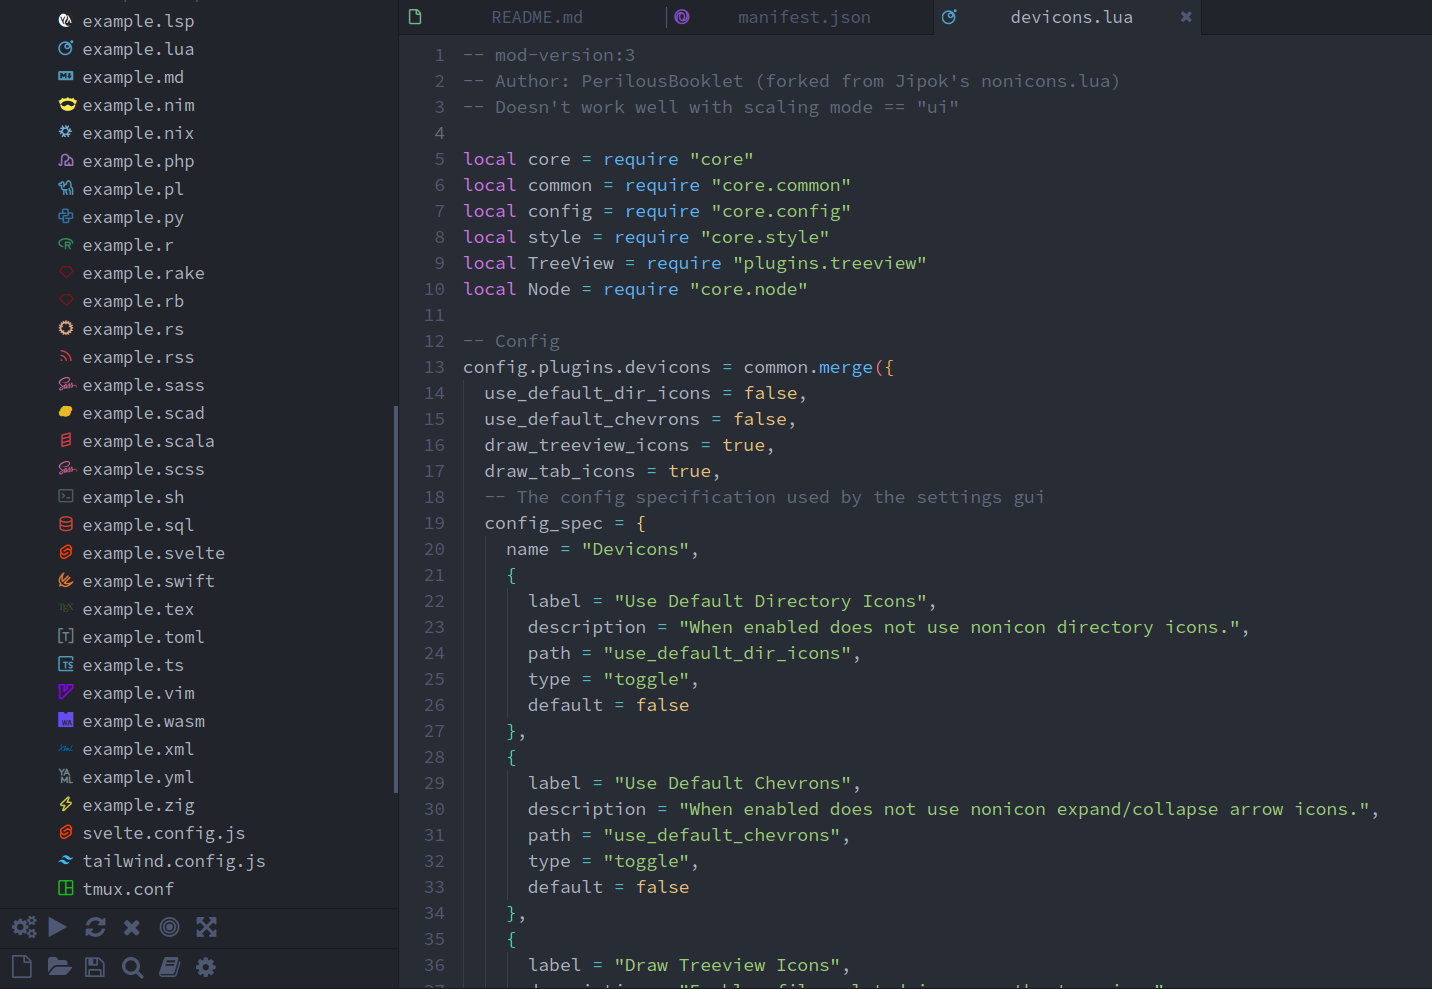 example.lsp
example.lua
example.md
example.nim
example.nix
example.php
example.pl
example.py
example.r
example.rake
example.rb
example.rs
example.rss
example.sass
example.scad
example.scala
example.scss
example.sh
example.sql
example.svelte
example.swift
example.tex
example.toml
example.ts
example.vim
example.wasm
example.xml
example.yml
example.zig
svelte.config.js
tailwind.config.js
tmux.conf
README.md manifest.json devicons.lua
1 -- mod-version:3
2 -- Author: PerilousBooklet (forked from Jipok's nonicons.lua)
3 -- Doesn't work well with scaling mode == "ui"
4
5 local core = require "core"
6 local common = require "core.common"
7 local config = require "core.config"
8 local style = require "core.style"
9 local TreeView = require "plugins.treeview"
10 local Node = require "core.node"
11
12 -- Config
13 config.plugins.devicons = common.merge({
14 use_default_dir_icons = false,
15 use_default_chevrons = false,
16 draw_treeview_icons = true,
17 draw_tab_icons = true,
18 -- The config specification used by the settings gui
19 config_spec = {
20 name = "Devicons",
21 {
22 label = "Use Default Directory Icons",
23 description = "When enabled does not use nonicon directory icons.",
24 path = "use_default_dir_icons",
25 type = "toggle",
26 default = false
27 },
28 {
29 label = "Use Default Chevrons",
30 description = "When enabled does not use nonicon expand/collapse arrow icons.",
31 path = "use_default_chevrons",
32 type = "toggle",
33 default = false
34 },
35 {
36 label = "Draw Treeview Icons",